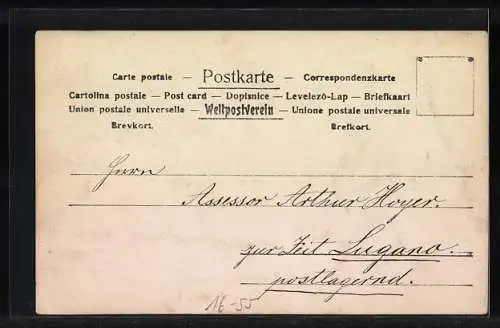 Carte postale — Postkarte — Correspondenzkarte
Cartolina postale — Post card — Dopisnice — Levelező-Lap — Briefkaart
Union postale universelle — Weltpostverein — Unione postale universale
Brevkort. Brefkort.
Herrn
Assessor Arthur Hoyer.
zur Zeit Lugano.
postlagernd.
16-55